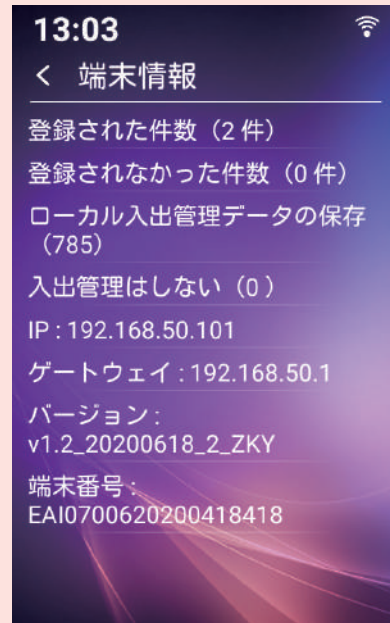 13:03
< 端末情報
登録された件数（2 件）
登録されなかった件数（0 件）
ローカル入出管理データの保存
（785）
入出管理はしない（0 ）
IP : 192.168.50.101
ゲートウェイ : 192.168.50.1
バージョン :
v1.2_20200618_2_ZKY
端末番号 :
EAI0700620200418418